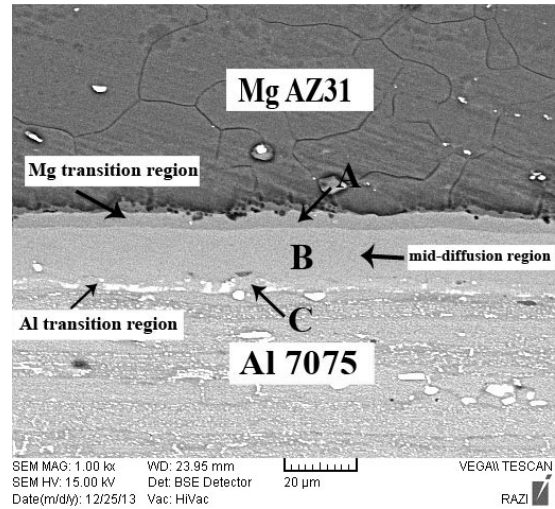 Mg AZ31
Mg transition region
A
B
mid-diffusion region
Al transition region
C
Al 7075
SEM MAG: 1.00 kx WD: 23.95 mm VEGA\\ TESCAN
SEM HV: 15.00 kV Det: BSE Detector 20 µm
Date(m/d/y): 12/25/13 Vac: HiVac RAZI